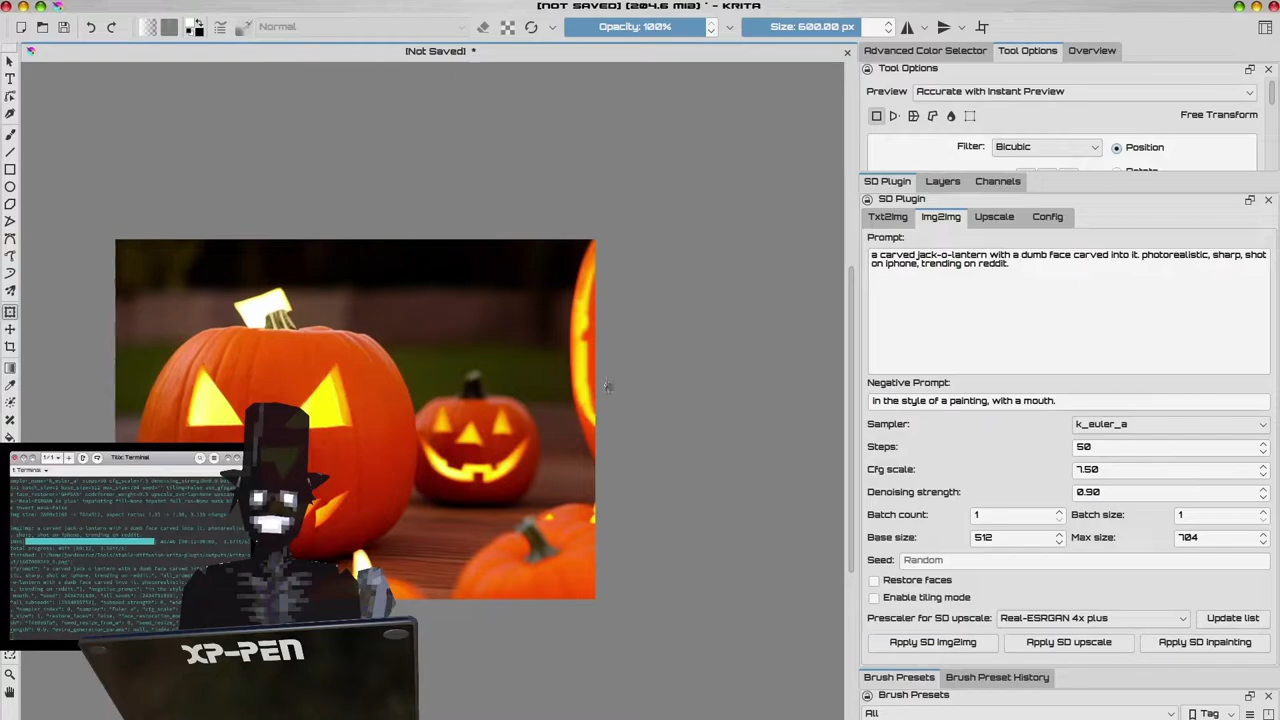 [NOT SAVED] (204.6 MiB) * - KRITA
Normal
Opacity: 100%
Size: 600.00 px
[Not Saved] *
Advanced Color Selector
Tool Options
Overview
Tool Options
Preview
Accurate with Instant Preview
Free Transform
Filter:
Bicubic
Position
SD Plugin
Layers
Channels
SD Plugin
Txt2Img
Img2Img
Upscale
Config
Prompt:
a carved jack-o-lantern with a dumb face carved into it. photorealistic, sharp, shot
on iphone, trending on reddit.
Negative Prompt:
in the style of a painting, with a mouth.
Sampler:
k_euler_a
Steps:
50
Cfg scale:
7.50
Denoising strength:
0.90
Batch count:
1
Batch size:
1
Base size:
512
Max size:
704
Seed:
Random
Restore faces
Enable tiling mode
Prescaler for SD upscale:
Real-ESRGAN 4x plus
Update list
Apply SD img2img
Apply SD upscale
Apply SD inpainting
Brush Presets
Brush Preset History
Brush Presets
All
Tag
1/1
Tilix: Terminal
1: Terminal
XP-PEN